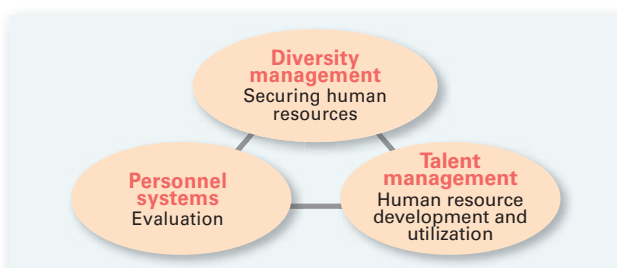 Diversity
management
Securing human
resources
Personnel
systems
Evaluation
Talent
management
Human resource
development and
utilization